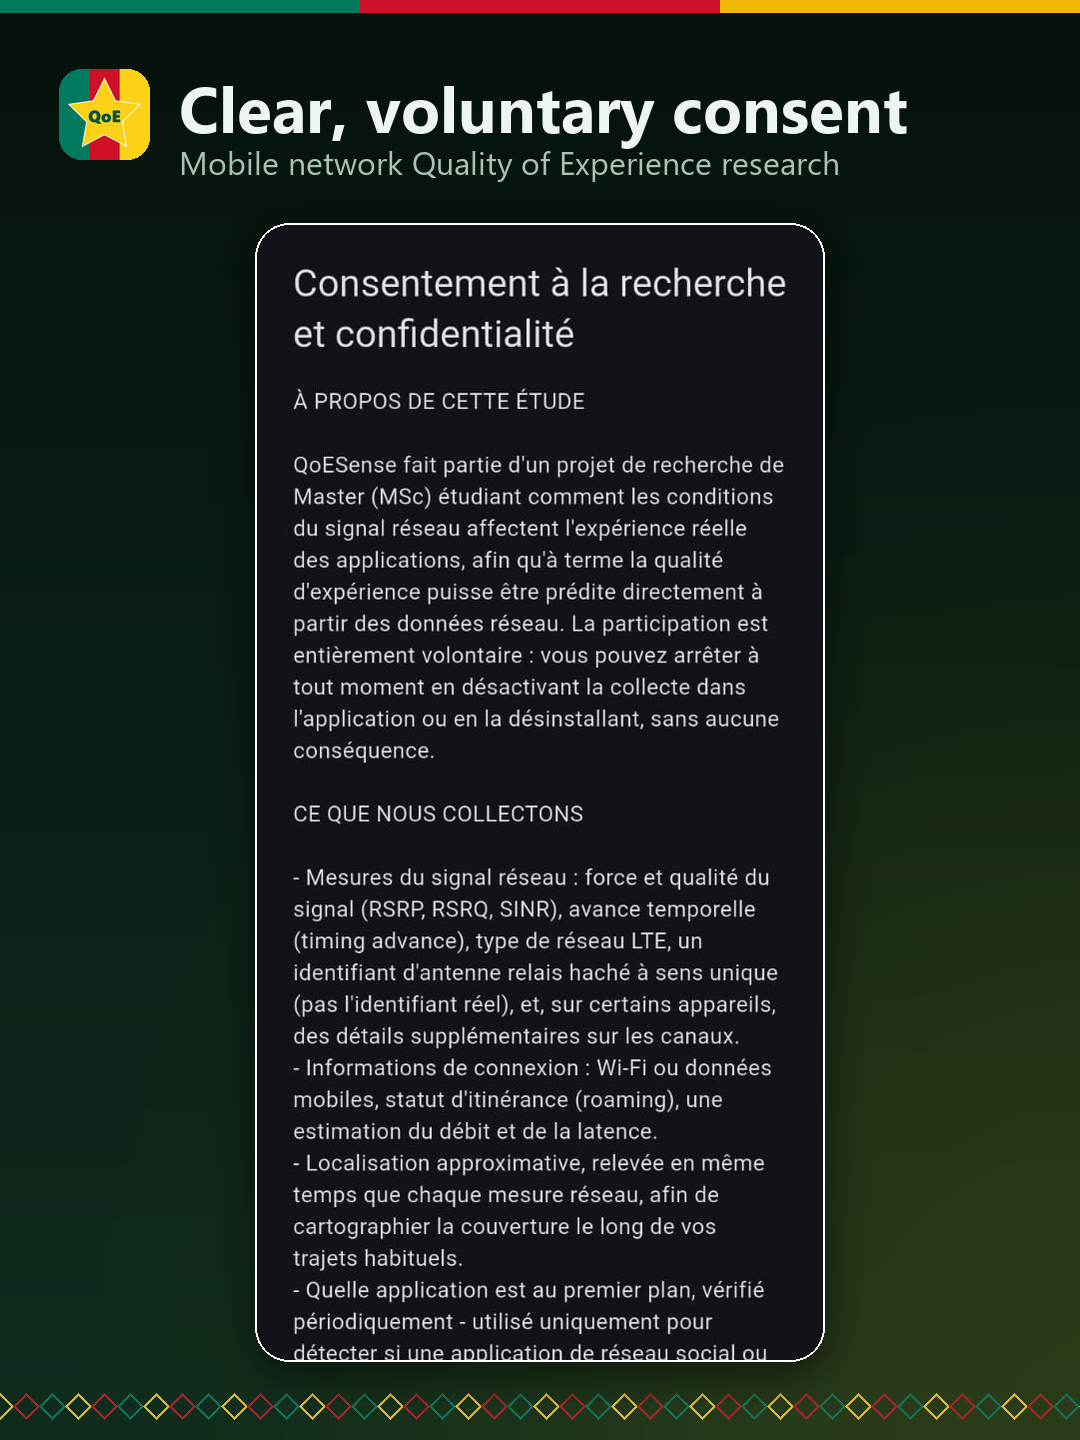 QoE
Clear, voluntary consent
Mobile network Quality of Experience research
Consentement à la recherche
et confidentialité
À PROPOS DE CETTE ÉTUDE
QoESense fait partie d'un projet de recherche de
Master (MSc) étudiant comment les conditions
du signal réseau affectent l'expérience réelle
des applications, afin qu'à terme la qualité
d'expérience puisse être prédite directement à
partir des données réseau. La participation est
entièrement volontaire : vous pouvez arrêter à
tout moment en désactivant la collecte dans
l'application ou en la désinstallant, sans aucune
conséquence.
CE QUE NOUS COLLECTONS
- Mesures du signal réseau : force et qualité du
signal (RSRP, RSRQ, SINR), avance temporelle
(timing advance), type de réseau LTE, un
identifiant d'antenne relais haché à sens unique
(pas l'identifiant réel), et, sur certains appareils,
des détails supplémentaires sur les canaux.
- Informations de connexion : Wi-Fi ou données
mobiles, statut d'itinérance (roaming), une
estimation du débit et de la latence.
- Localisation approximative, relevée en même
temps que chaque mesure réseau, afin de
cartographier la couverture le long de vos
trajets habituels.
- Quelle application est au premier plan, vérifié
périodiquement - utilisé uniquement pour
détecter si une application de réseau social ou